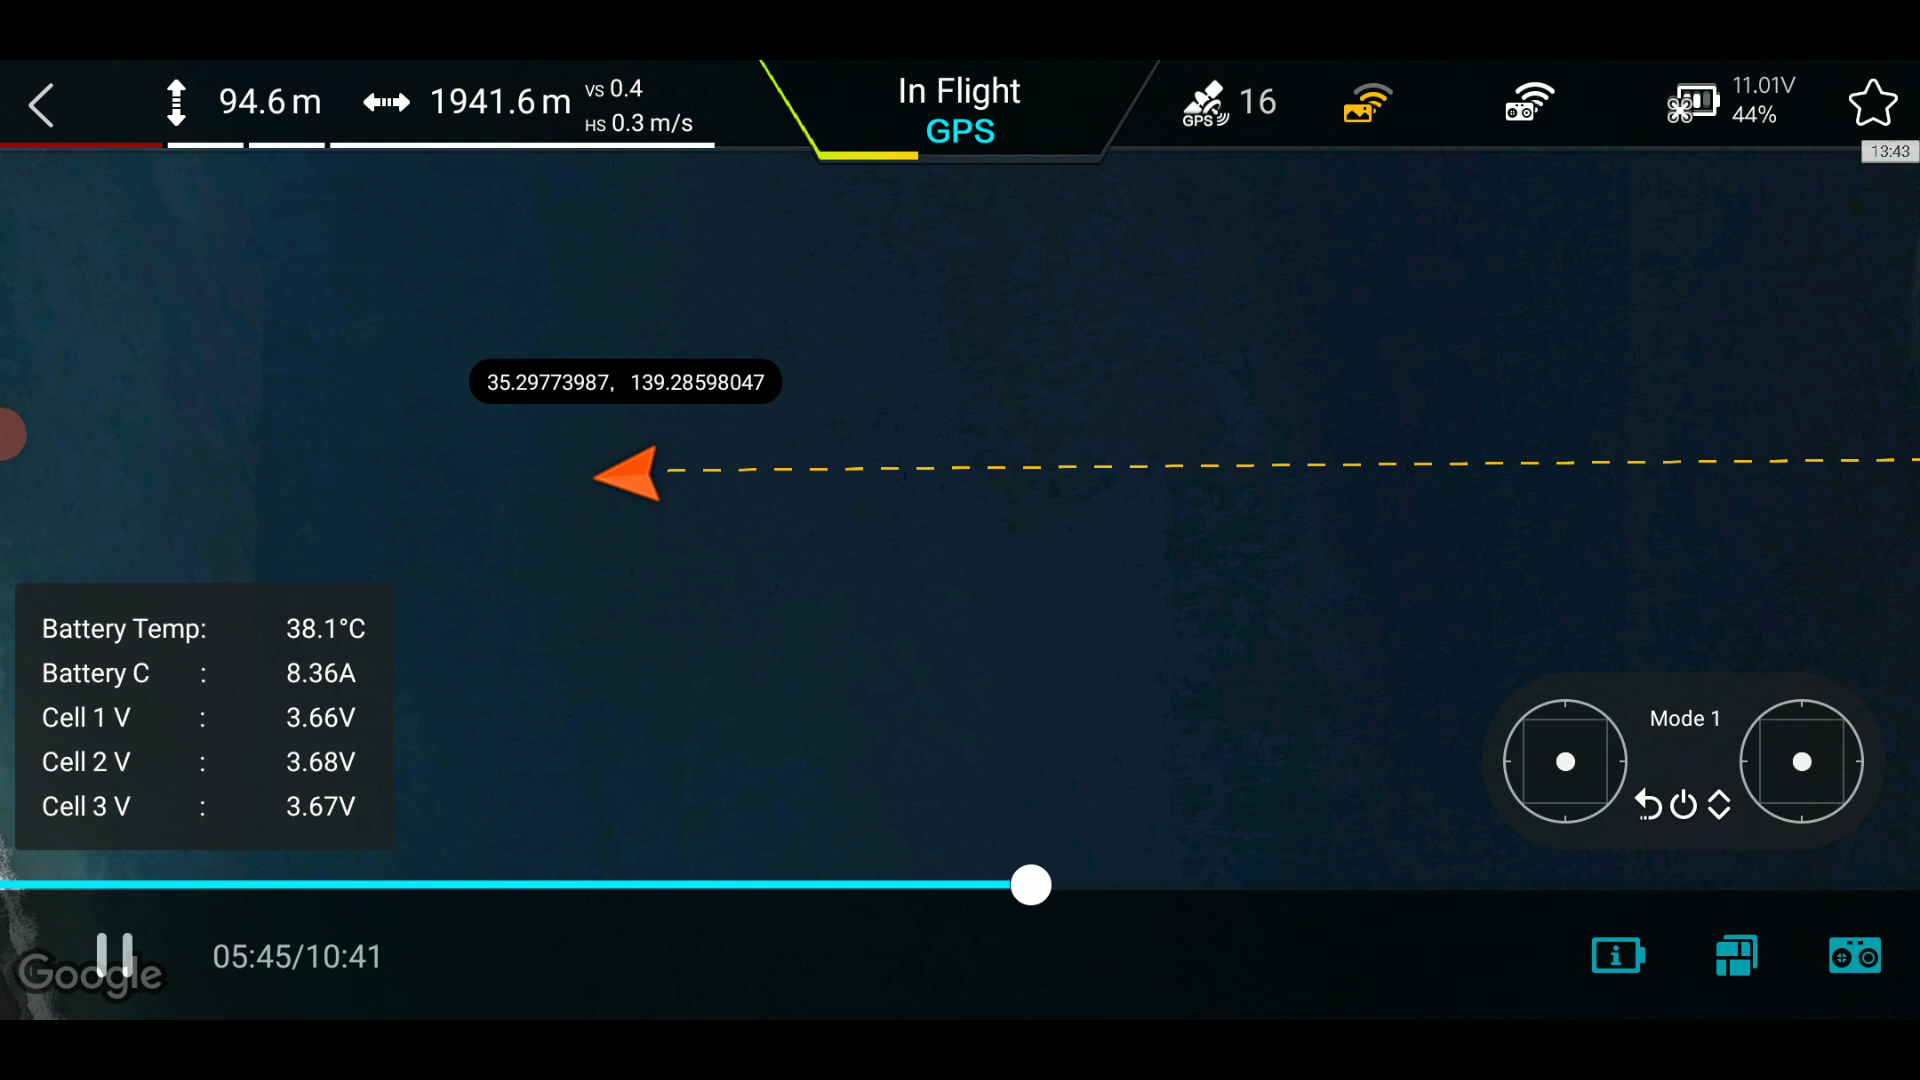 94.6 m
1941.6 m
VS 0.4
HS 0.3 m/s
In Flight
GPS
GPS
16
11.01V
44%
13:43
35.29773987, 139.28598047
Battery Temp: 38.1°C
Battery C : 8.36A
Cell 1 V : 3.66V
Cell 2 V : 3.68V
Cell 3 V : 3.67V
Mode 1
Google
05:45/10:41